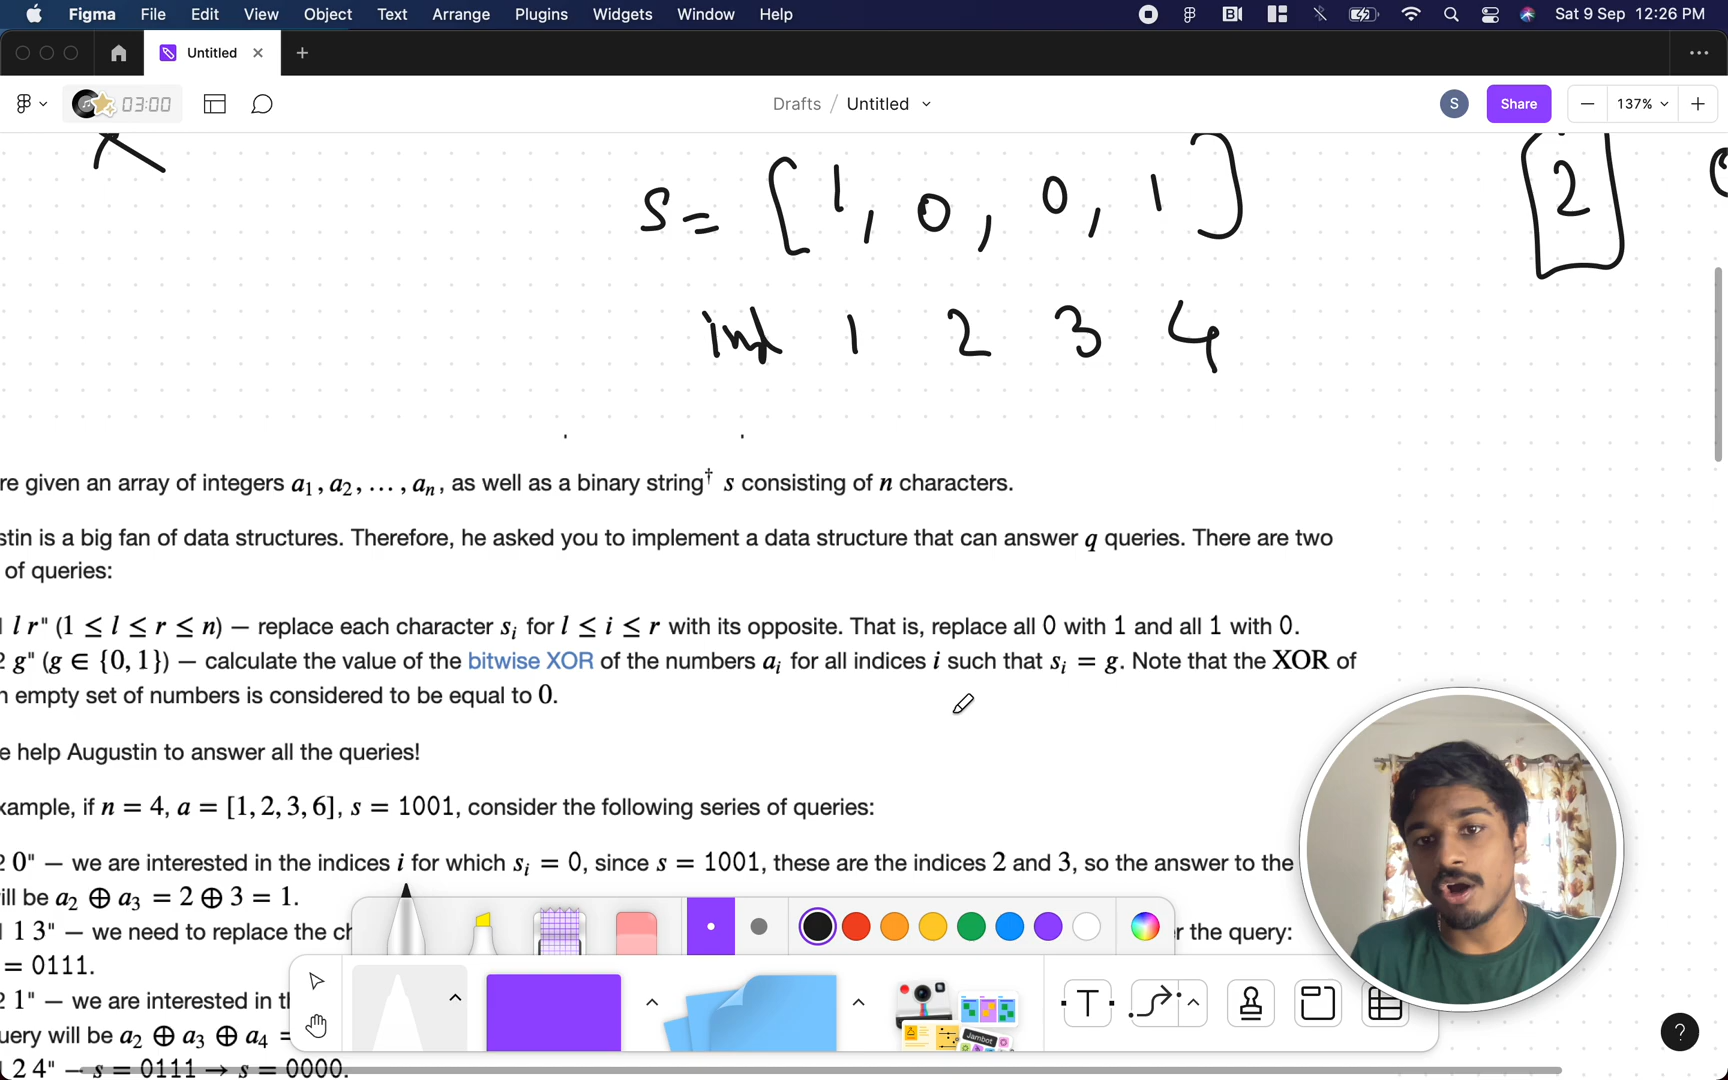 Figma File Edit View Object Text Arrange Plugins Widgets Window Help Sat 9 Sep 12:26 PM
Untitled
03:00 Drafts / Untitled S Share 137%
s = [1, 0, 0, 1] [2]
ind 1 2 3 4
re given an array of integers a₁, a₂, …, aₙ, as well as a binary string† s consisting of n characters.
stin is a big fan of data structures. Therefore, he asked you to implement a data structure that can answer q queries. There are two
of queries:
l r" (1 ≤ l ≤ r ≤ n) — replace each character sᵢ for l ≤ i ≤ r with its opposite. That is, replace all 0 with 1 and all 1 with 0.
2 g" (g ∈ {0, 1}) — calculate the value of the bitwise XOR of the numbers aᵢ for all indices i such that sᵢ = g. Note that the XOR of
n empty set of numbers is considered to be equal to 0.
e help Augustin to answer all the queries!
xample, if n = 4, a = [1, 2, 3, 6], s = 1001, consider the following series of queries:
2 0" — we are interested in the indices i for which sᵢ = 0, since s = 1001, these are the indices 2 and 3, so the answer to the
ill be a₂ ⊕ a₃ = 2 ⊕ 3 = 1.
1 3" — we need to replace the ch r the query:
= 0111.
2 1" — we are interested in tl
uery will be a₂ ⊕ a₃ ⊕ a₄ =
2 4" — s = 0111 → s = 0000.
T
Jambot
?